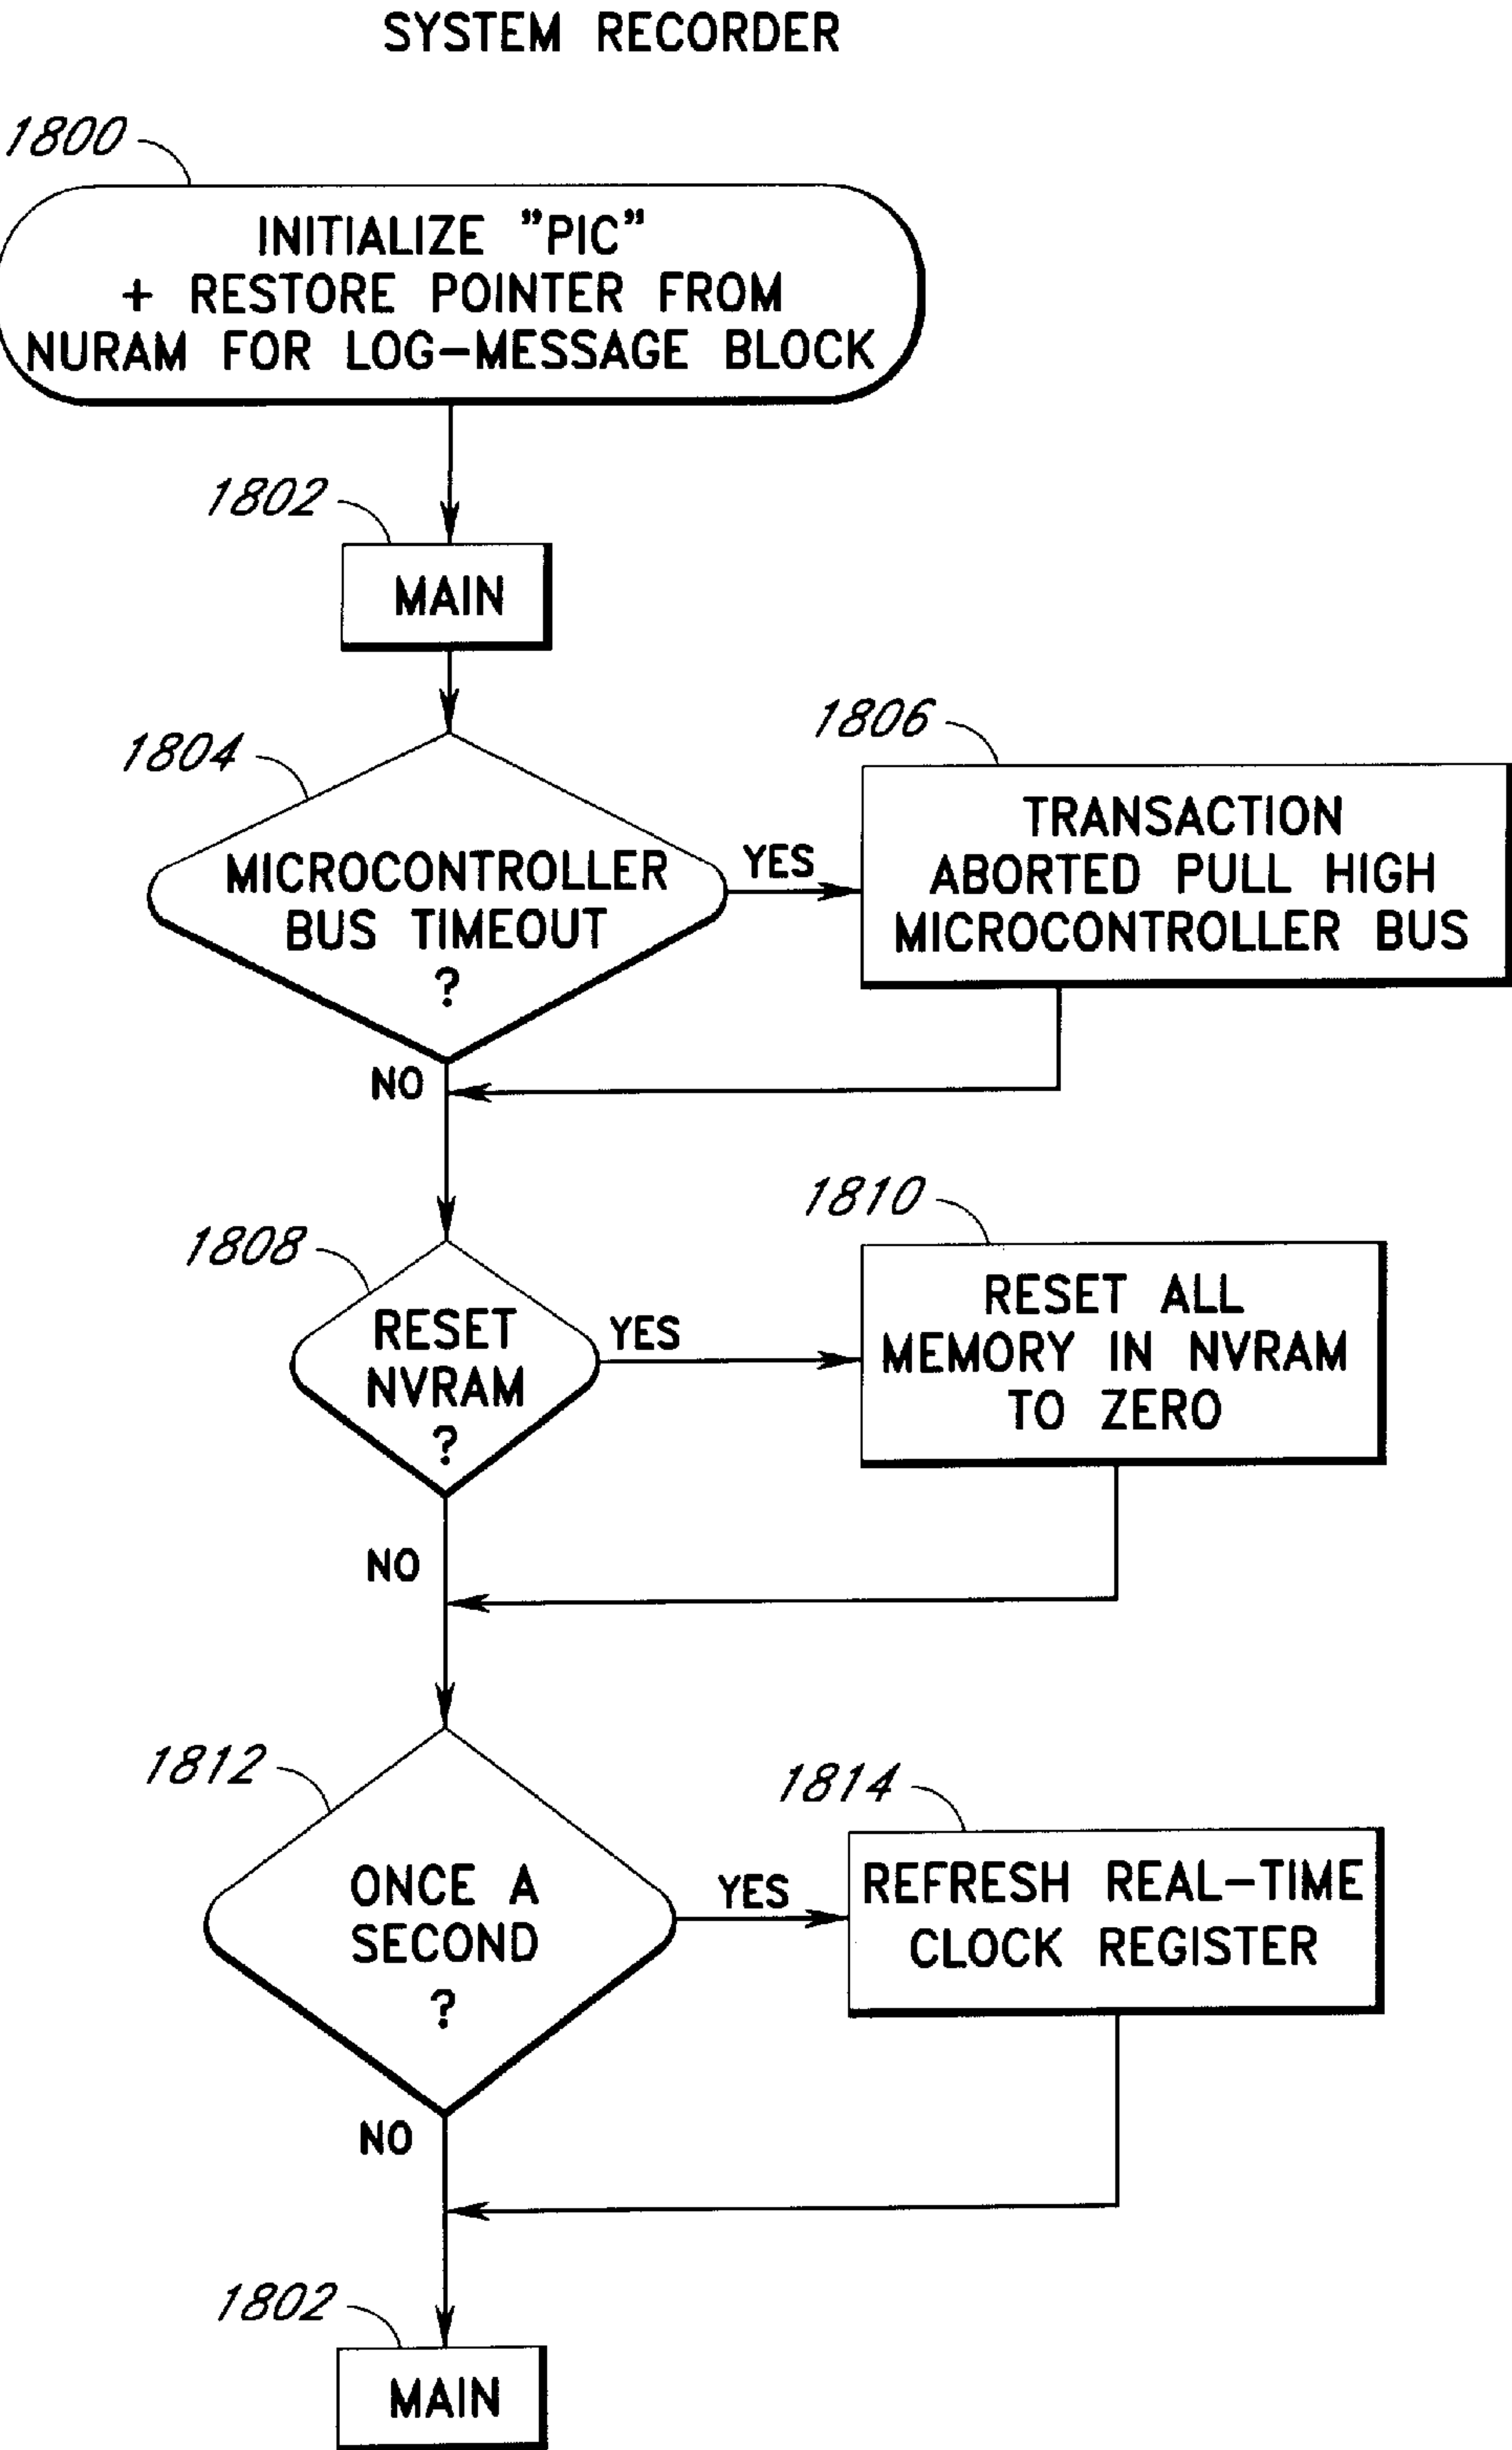 SYSTEM RECORDER
1800
INITIALIZE "PIC"
+ RESTORE POINTER FROM
NURAM FOR LOG-MESSAGE BLOCK
1802
MAIN
1804
MICROCONTROLLER
BUS TIMEOUT
?
YES
1806
TRANSACTION
ABORTED PULL HIGH
MICROCONTROLLER BUS
NO
1808
RESET
NVRAM
?
YES
1810
RESET ALL
MEMORY IN NVRAM
TO ZERO
NO
1812
ONCE A
SECOND
?
YES
1814
REFRESH REAL-TIME
CLOCK REGISTER
NO
1802
MAIN